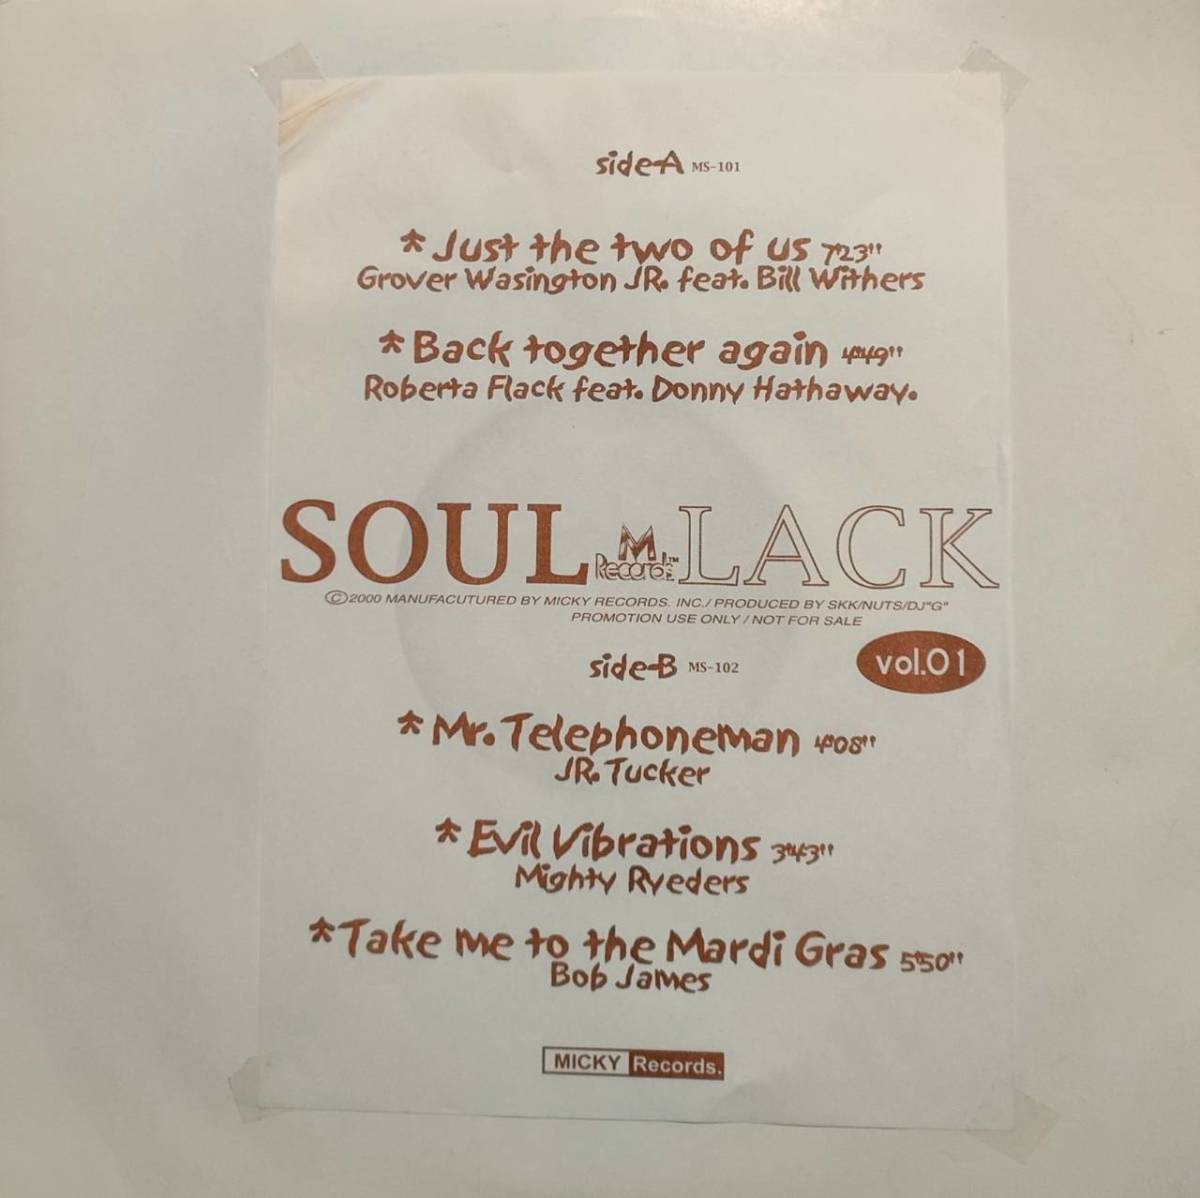 side-A MS-101
*Just the two of us 7'23''
Grover Wasington JR. feat. Bill Withers
*Back together again 4'49''
Roberta Flack feat. Donny Hathaway.
SOUL M Records™ LACK
©2000 MANUFACUTURED BY MICKY RECORDS. INC./ PRODUCED BY SKK/NUTS/DJ"G"
PROMOTION USE ONLY / NOT FOR SALE
vol.01
side-B MS-102
*Mr. Telephoneman 4'08''
JR. Tucker
*Evil Vibrations 3'43''
Mighty Ryeders
*Take me to the Mardi Gras 5'50''
Bob James
MICKY Records.